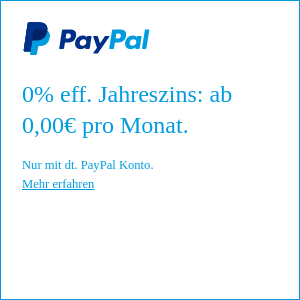 PayPal
0% eff. Jahreszins: ab
0,00€ pro Monat.
Nur mit dt. PayPal Konto.
Mehr erfahren